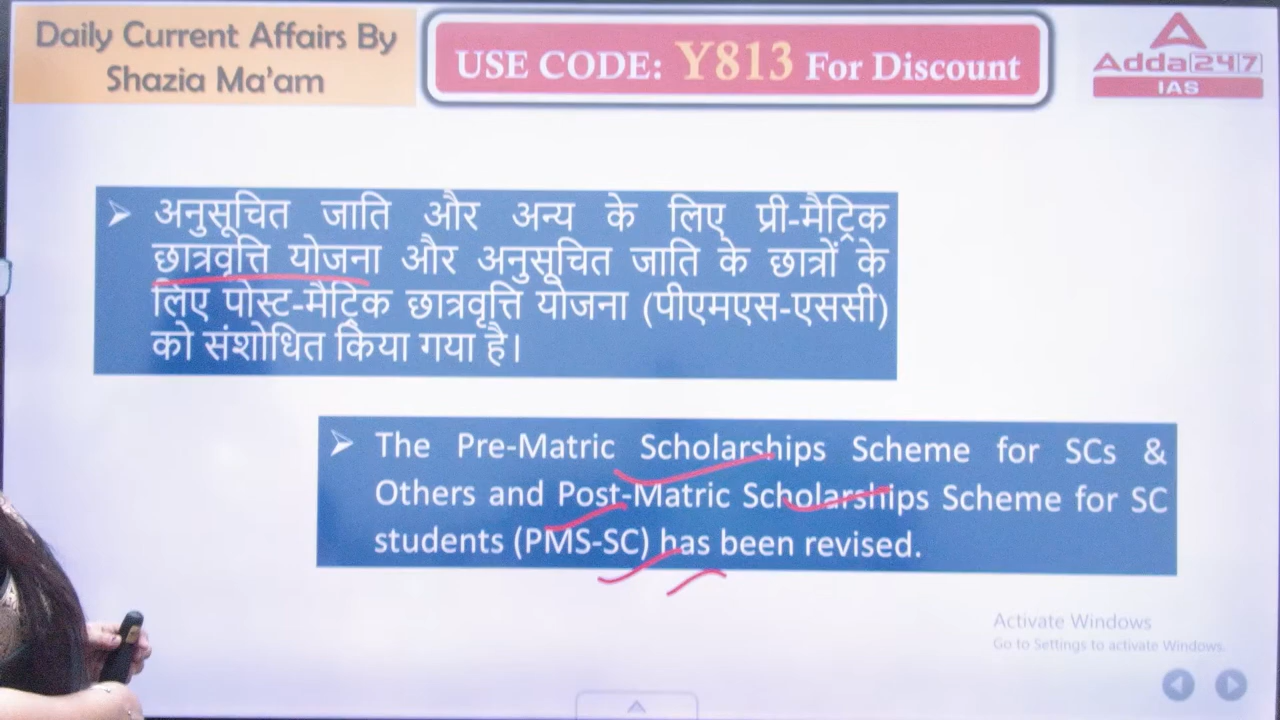 Daily Current Affairs By
Shazia Ma'am
USE CODE: Y813 For Discount
Adda 247
IAS
➢ अनुसूचित जाति और अन्य के लिए प्री-मैट्रिक
छात्रवृत्ति योजना और अनुसूचित जाति के छात्रों के
लिए पोस्ट-मैट्रिक छात्रवृत्ति योजना (पीएमएस-एससी)
को संशोधित किया गया है।
➢ The Pre-Matric Scholarships Scheme for SCs &
Others and Post-Matric Scholarships Scheme for SC
students (PMS-SC) has been revised.
Activate Windows
Go to Settings to activate Windows.